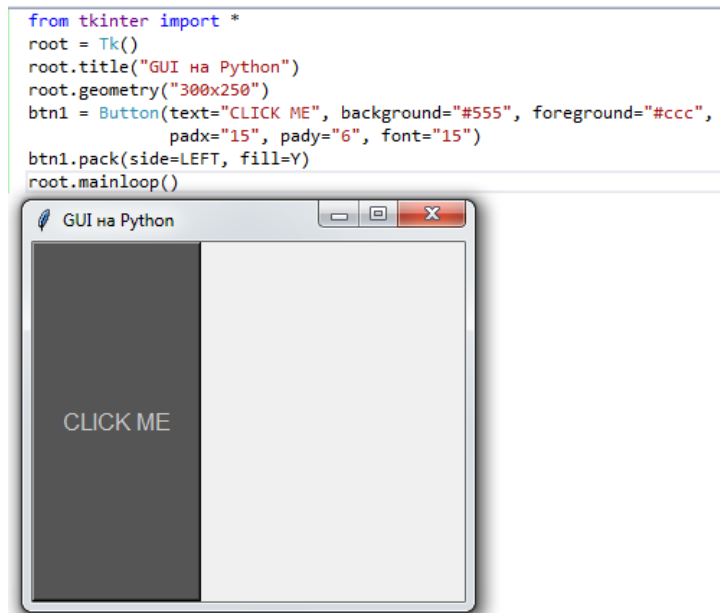 from tkinter import *
root = Tk()
root.title("GUI на Python")
root.geometry("300x250")
btn1 = Button(text="CLICK ME", background="#555", foreground="#ccc",
padx="15", pady="6", font="15")
btn1.pack(side=LEFT, fill=Y)
root.mainloop()
GUI на Python
CLICK ME